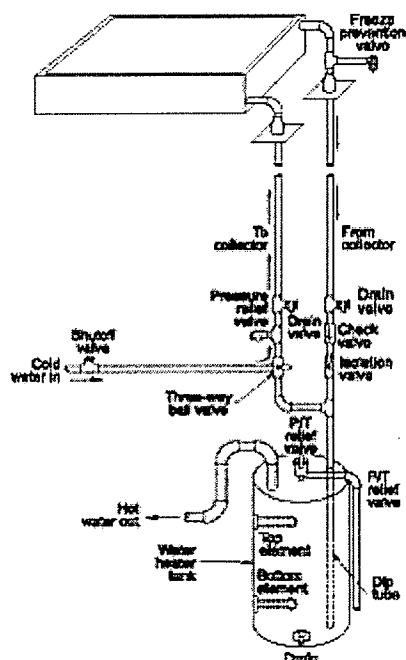 Freeze
prevention
valve
To
collector
From
collector
Pressure
relief
valve
Drain
valve
Drain
valve
Check
valve
Isolation
valve
Shutoff
valve
Cold
water in
Three-way
ball valve
P/T
relief
valve
P/T
relief
valve
Hot
water out
Top
element
Water
heater
tank
Bottom
element
Dip
tube
Drain